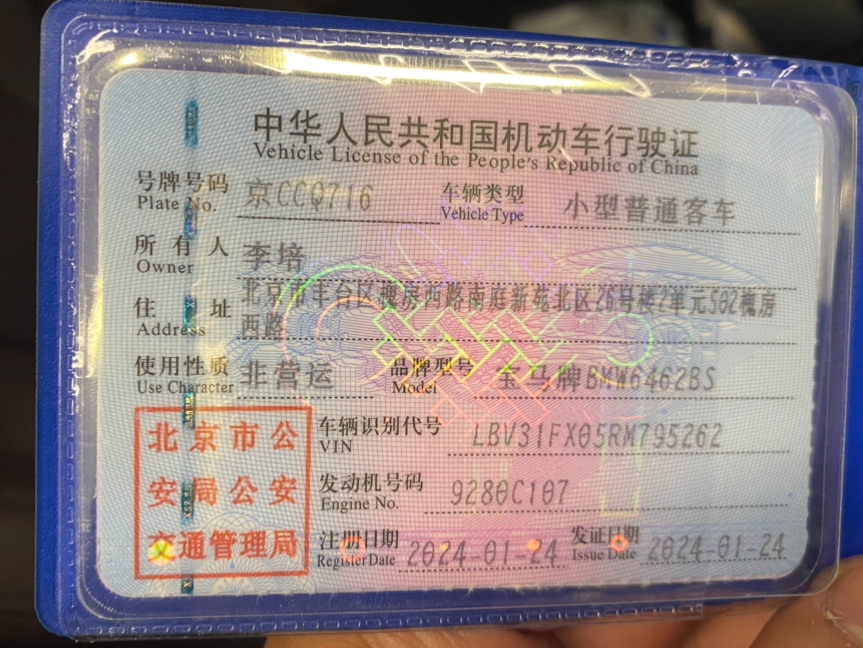 中华人民共和国机动车行驶证
Vehicle License of the People's Republic of China
号牌号码 京CCQ716 车辆类型 小型普通客车
Plate No. Vehicle Type
所有人 李培
Owner
住址 北京市丰台区槐房西路南庭新苑北区26号楼2单元502槐房
Address 西路
使用性质 非营运 品牌型号 宝马牌BMW6462BS
Use Character Model
北京市公 车辆识别代号 LBV31FX05RM795262
VIN
安局公安 发动机号码 9280C107
Engine No.
交通管理局 注册日期 2024-01-24 发证日期 2024-01-24
Register Date Issue Date